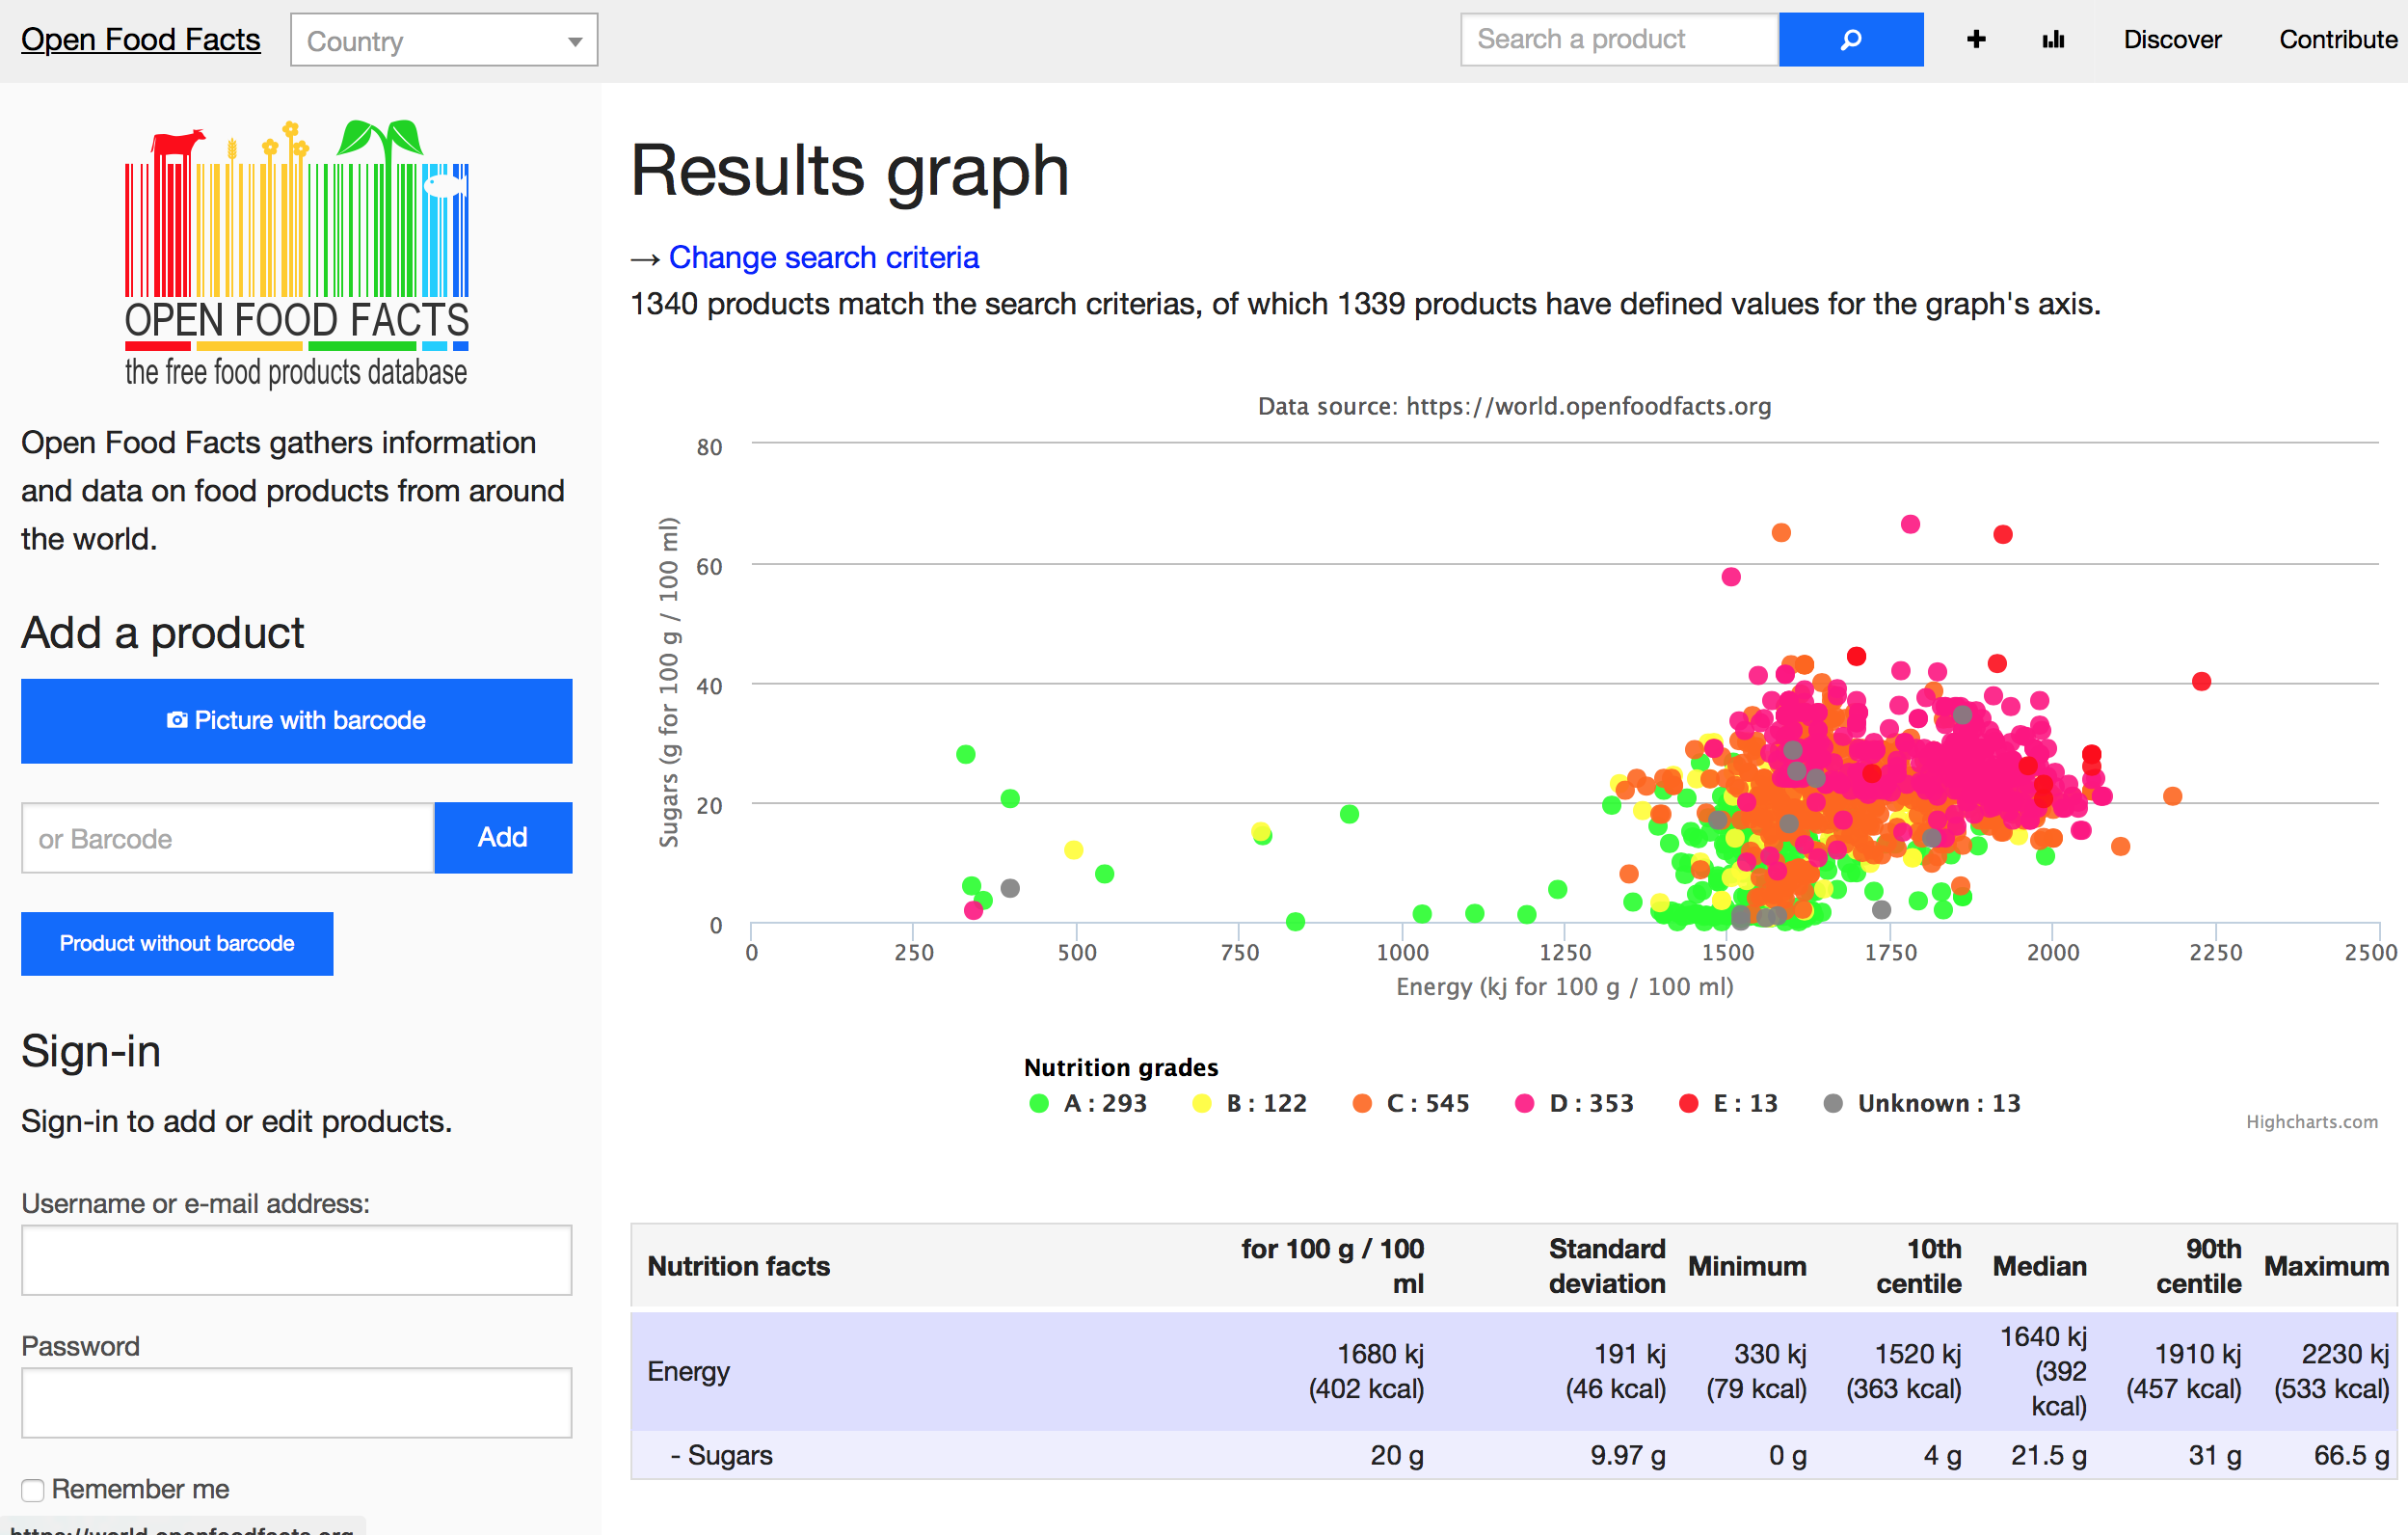 Open Food Facts
Country
Search a product
Discover
Contribute
OPEN FOOD FACTS
the free food products database
Open Food Facts gathers information
and data on food products from around
the world.
Add a product
Picture with barcode
or Barcode
Add
Product without barcode
Sign-in
Sign-in to add or edit products.
Username or e-mail address:
Password
Remember me
https://world.openfoodfacts.org
Results graph
→ Change search criteria
1340 products match the search criterias, of which 1339 products have defined values for the graph's axis.
Data source: https://world.openfoodfacts.org
Sugars (g for 100 g / 100 ml)
80
60
40
20
0
0 250 500 750 1000 1250 1500 1750 2000 2250 2500
Energy (kj for 100 g / 100 ml)
Nutrition grades
A : 293 B : 122 C : 545 D : 353 E : 13 Unknown : 13
Highcharts.com
Nutrition facts for 100 g / 100 ml Standard deviation Minimum 10th centile Median 90th centile Maximum
Energy 1680 kj (402 kcal) 191 kj (46 kcal) 330 kj (79 kcal) 1520 kj (363 kcal) 1640 kj (392 kcal) 1910 kj (457 kcal) 2230 kj (533 kcal)
- Sugars 20 g 9.97 g 0 g 4 g 21.5 g 31 g 66.5 g